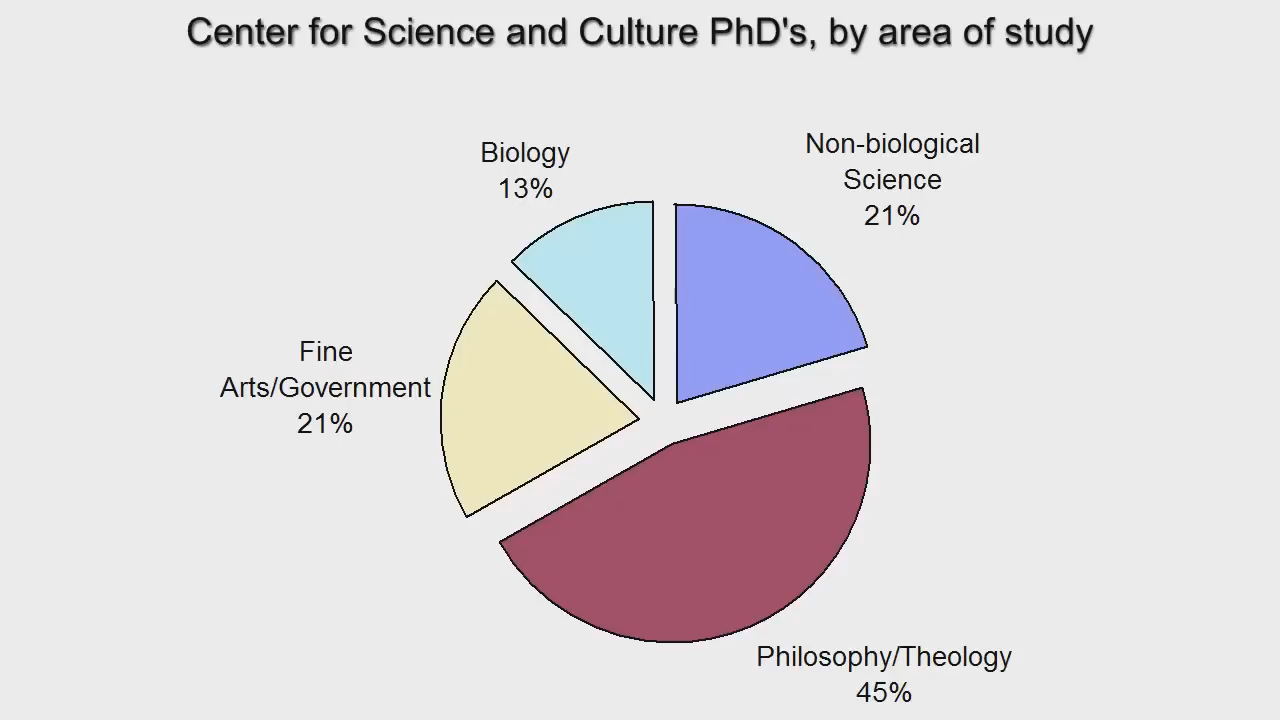 Center for Science and Culture PhD's, by area of study
Non-biological
Science
21%
Biology
13%
Fine
Arts/Government
21%
Philosophy/Theology
45%